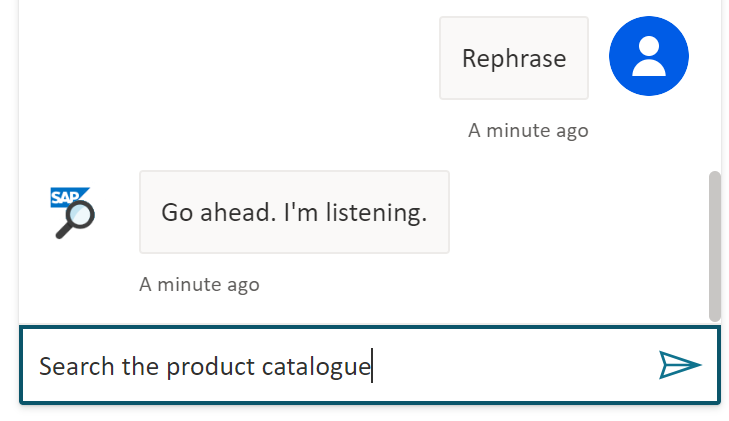 Rephrase
A minute ago
SAP
Go ahead. I'm listening.
A minute ago
Search the product catalogue